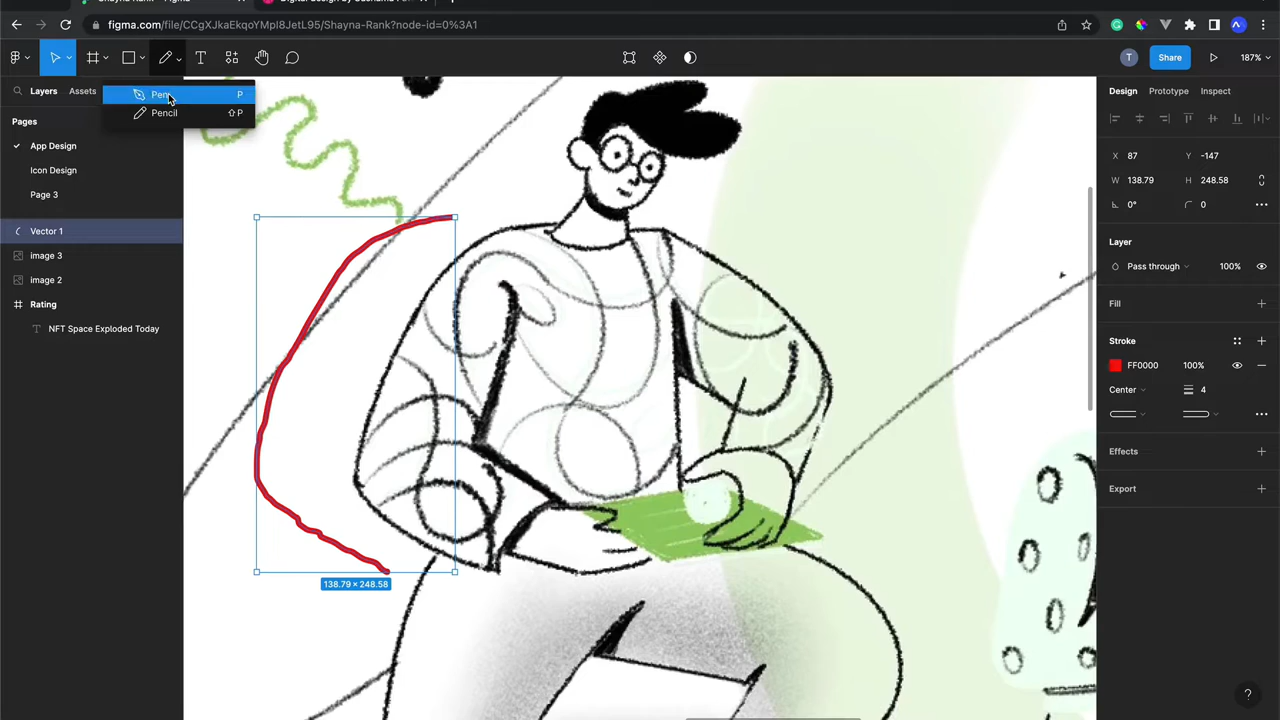 figma.com/file/CCgXJkaEkqoYMpI8JetL95/Shayna-Rank?node-id=0%3A1
T
Share
187%
Layers
Assets
Pen
P
Pencil
⇧P
Pages
App Design
Icon Design
Page 3
Vector 1
image 3
image 2
Rating
NFT Space Exploded Today
138.79 × 248.58
Design
Prototype
Inspect
X 87
Y -147
W 138.79
H 248.58
0°
0
Layer
Pass through
100%
Fill
Stroke
FF0000
100%
Center
4
Effects
Export
?